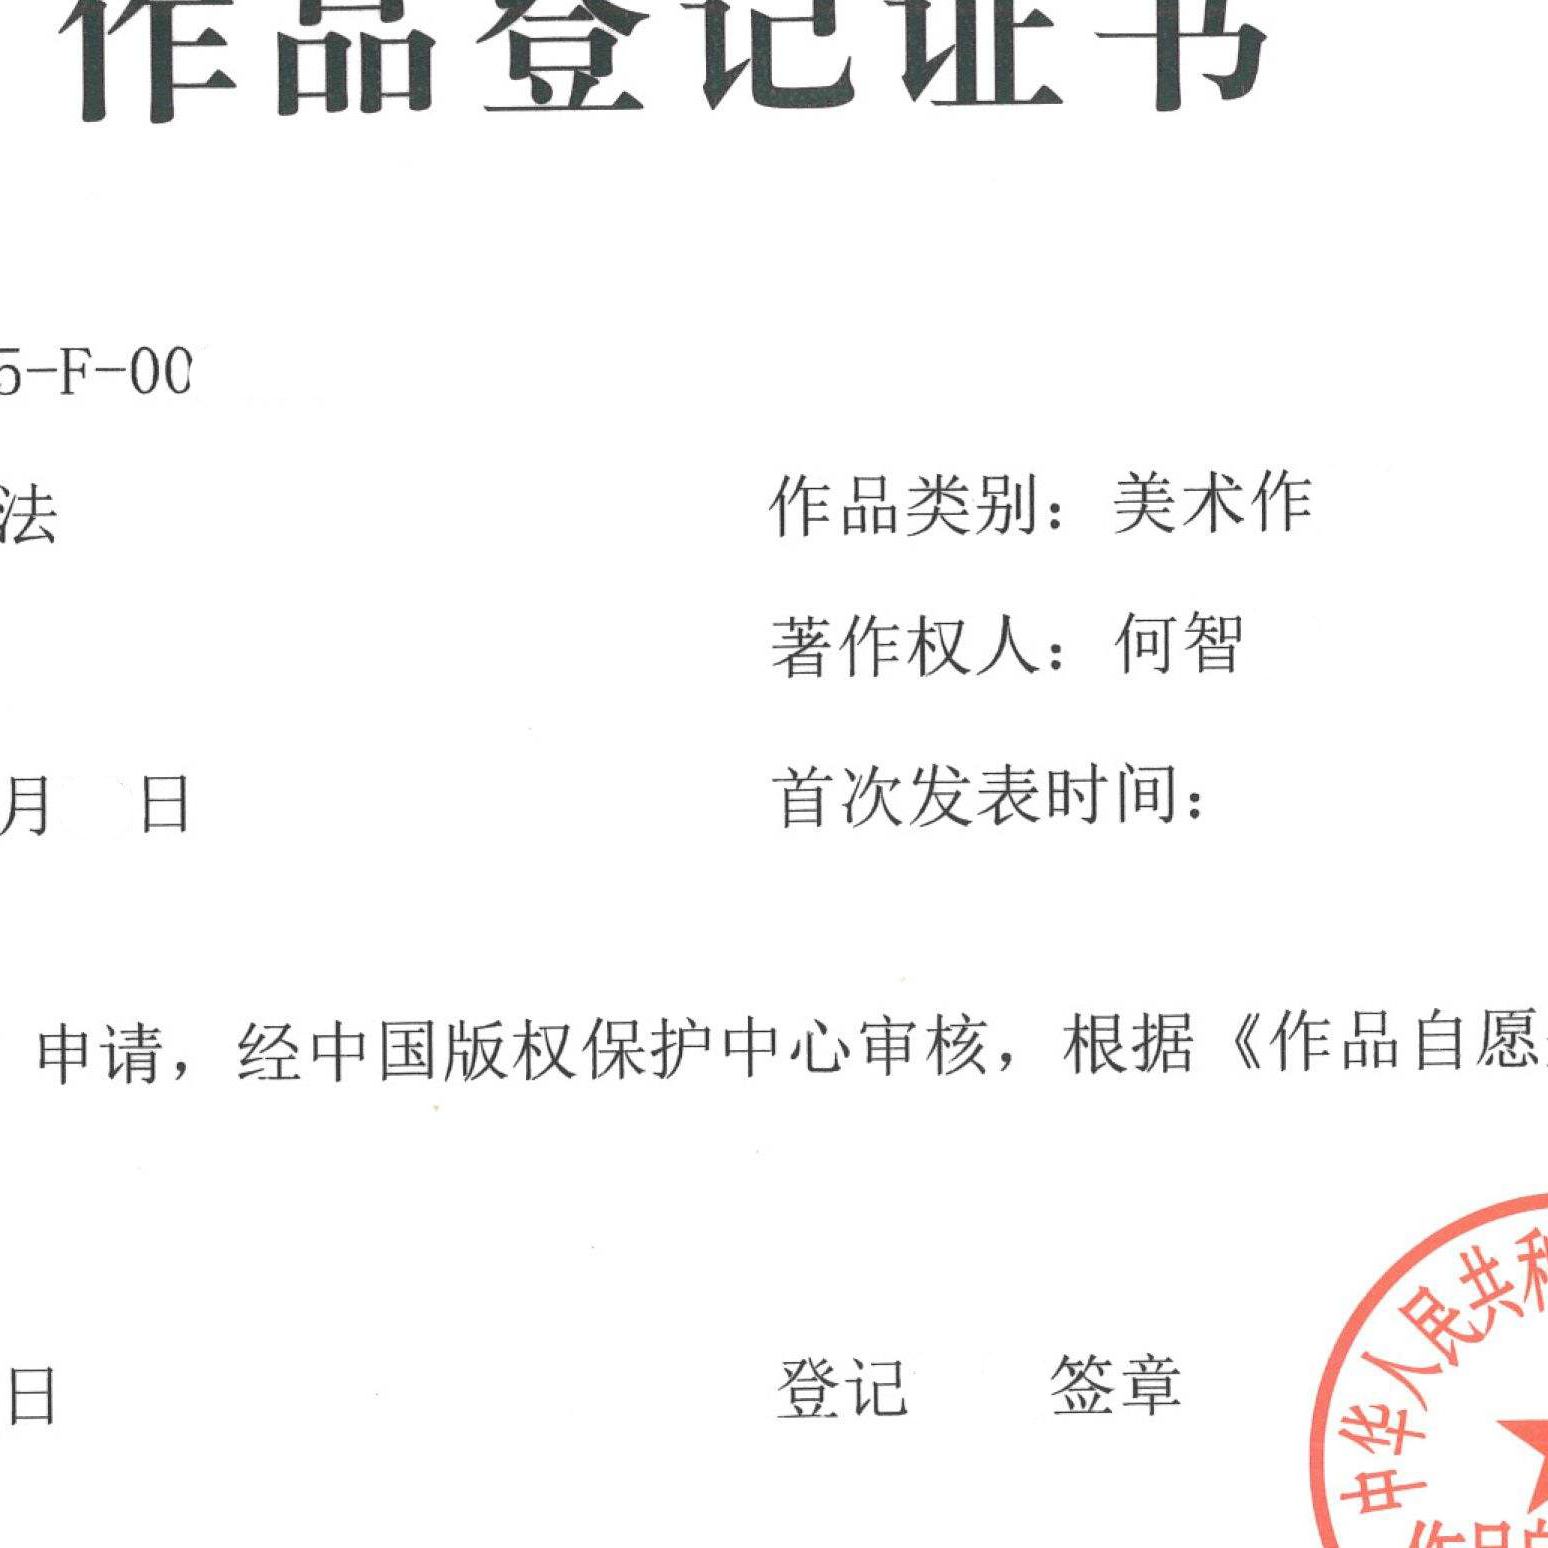 作品登记证书
5-F-00
法 作品类别：美术作
著作权人：何智
月 日 首次发表时间：
申请，经中国版权保护中心审核，根据《作品自愿
日 登记 签章
中华人民共和
作品自